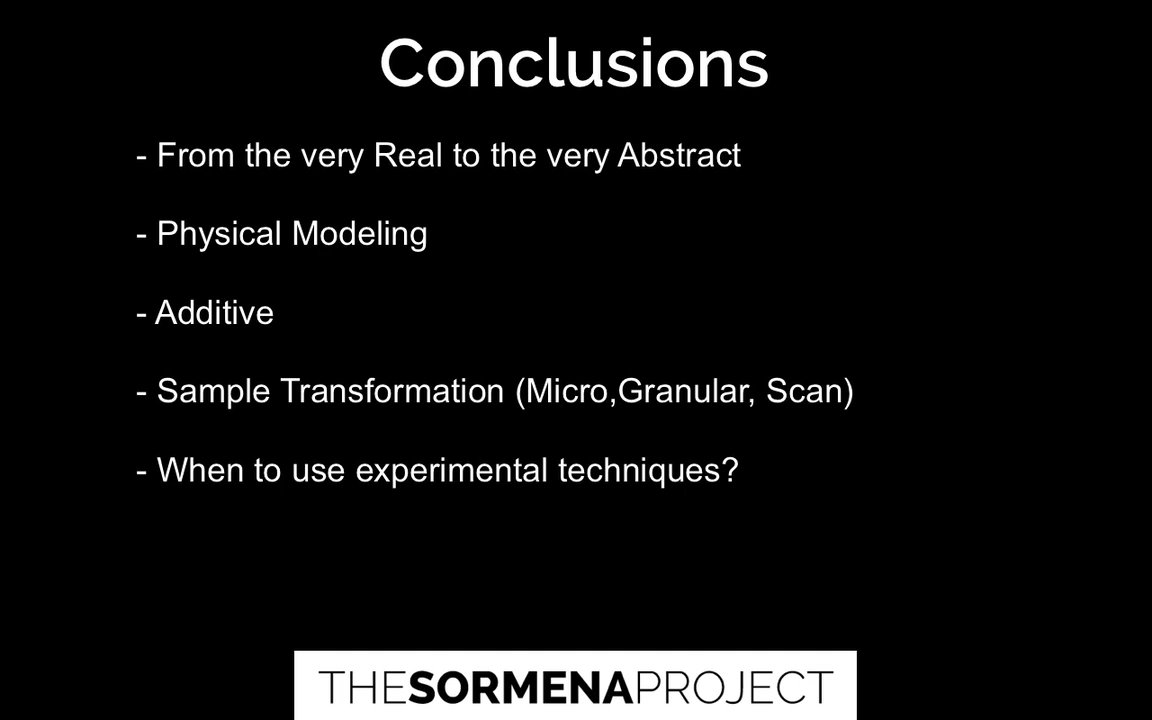 Conclusions
- From the very Real to the very Abstract
- Physical Modeling
- Additive
- Sample Transformation (Micro,Granular, Scan)
- When to use experimental techniques?
THESORMENAPROJECT